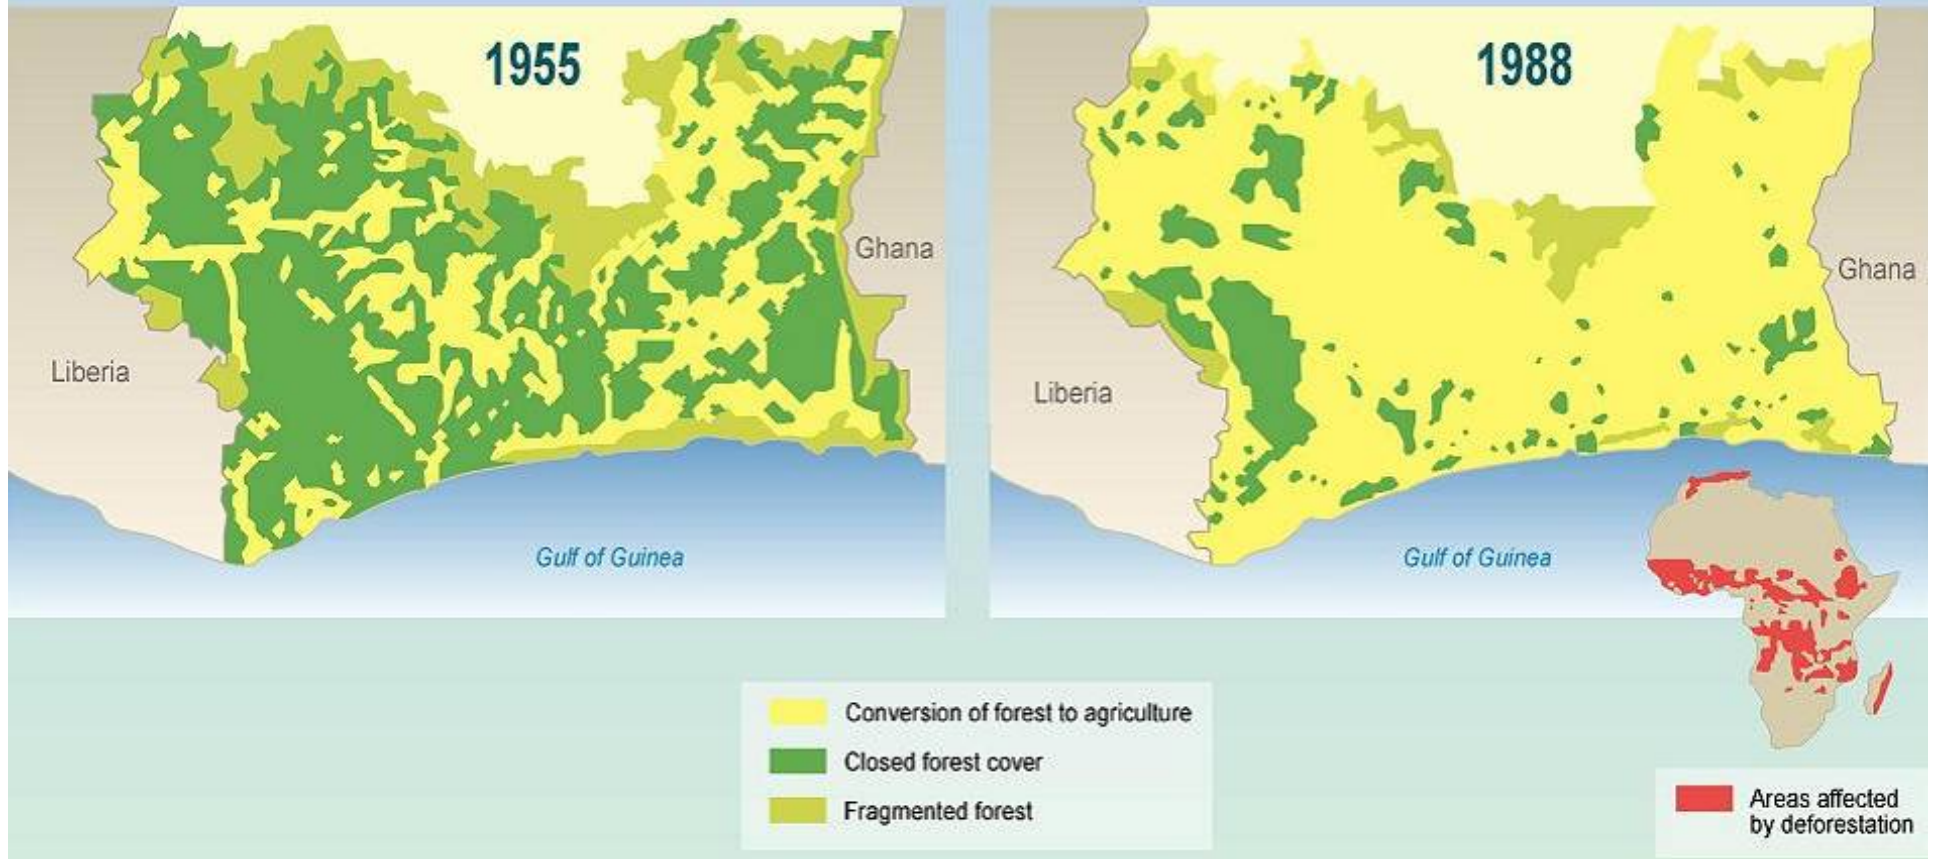 1955
1988
Ghana
Ghana
Liberia
Liberia
Gulf of Guinea
Gulf of Guinea
Conversion of forest to agriculture
Closed forest cover
Fragmented forest
Areas affected
by deforestation